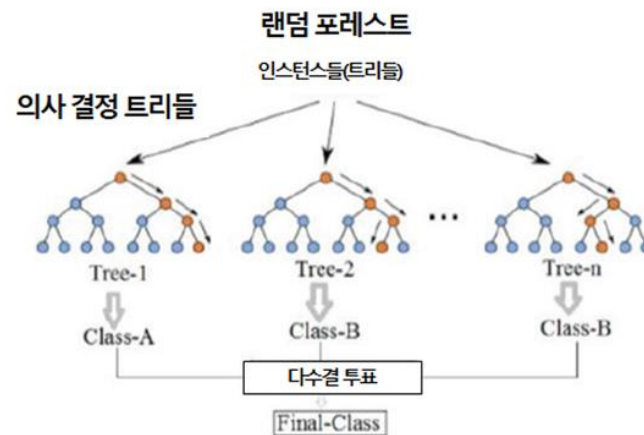 랜덤 포레스트
인스턴스들(트리들)
의사 결정 트리들
...
Tree-1
Tree-2
Tree-n
Class-A
Class-B
Class-B
다수결 투표
Final-Class